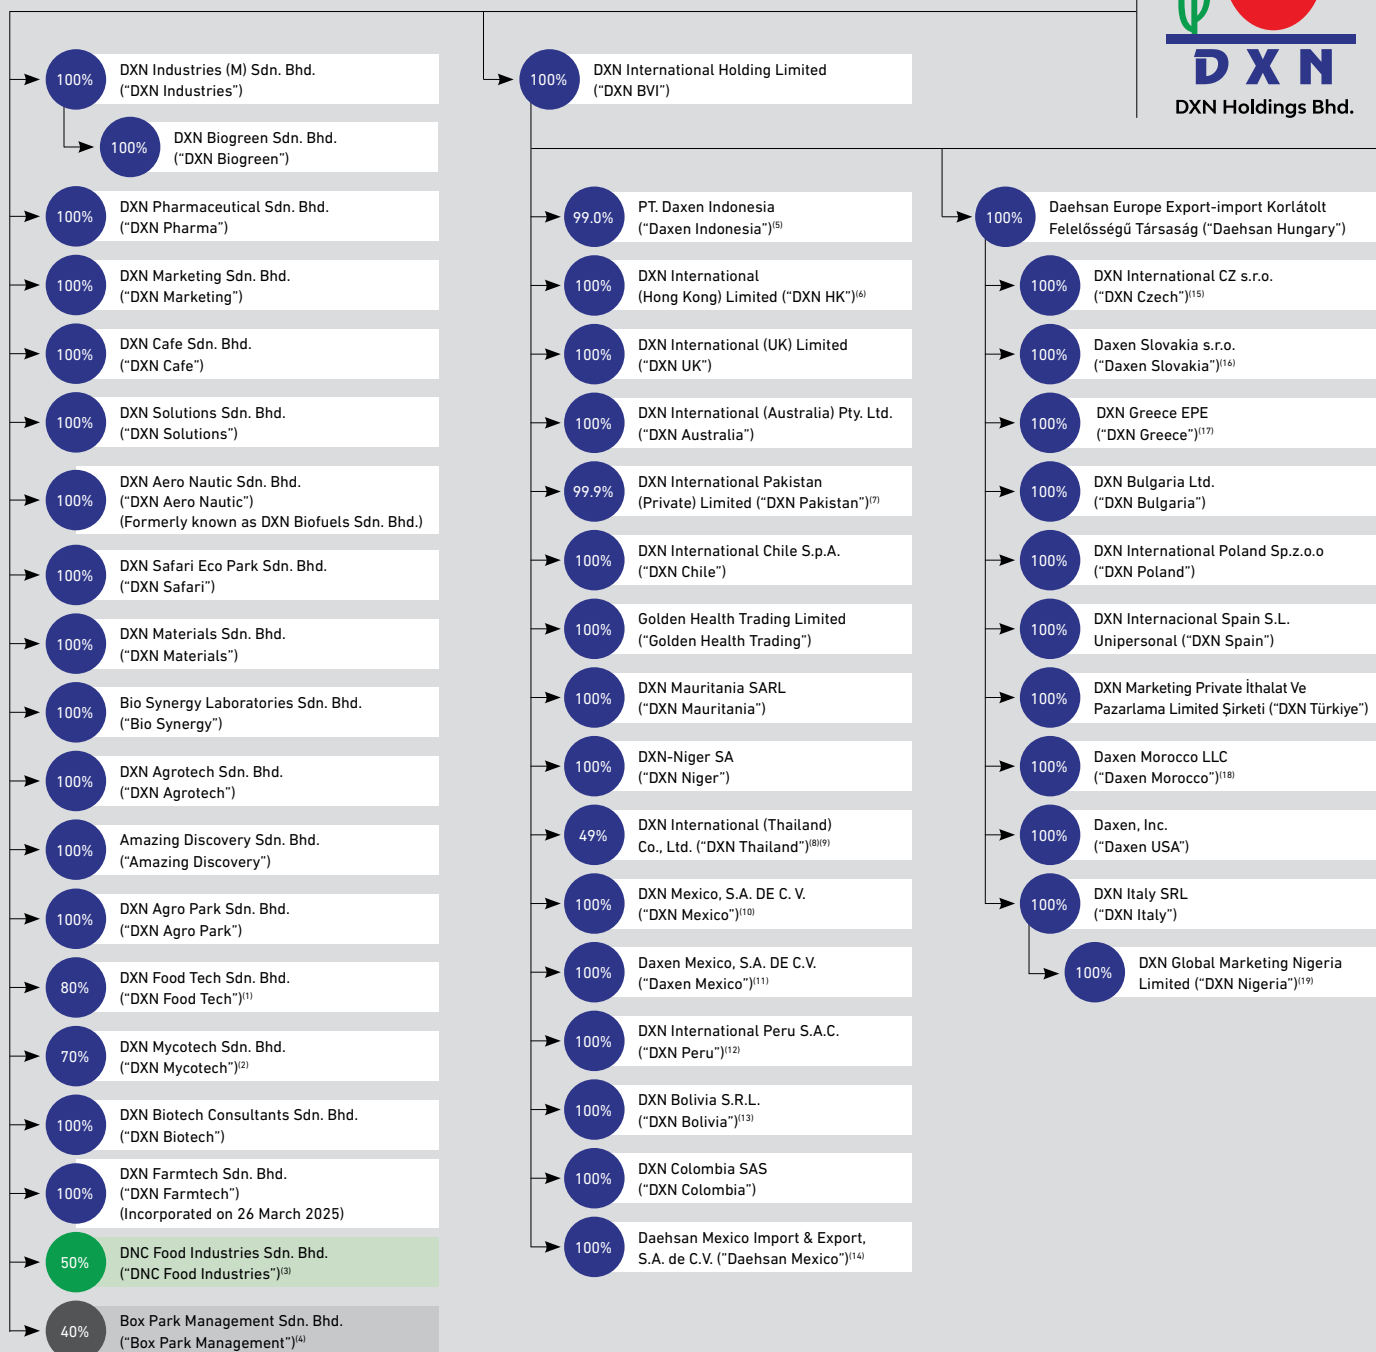 DXN
DXN Holdings Bhd.
100%
DXN Industries (M) Sdn. Bhd.
(“DXN Industries”)
100%
DXN Biogreen Sdn. Bhd.
(“DXN Biogreen”)
100%
DXN Pharmaceutical Sdn. Bhd.
(“DXN Pharma”)
100%
DXN Marketing Sdn. Bhd.
(“DXN Marketing”)
100%
DXN Cafe Sdn. Bhd.
(“DXN Cafe”)
100%
DXN Solutions Sdn. Bhd.
(“DXN Solutions”)
100%
DXN Aero Nautic Sdn. Bhd.
(“DXN Aero Nautic”)
(Formerly known as DXN Biofuels Sdn. Bhd.)
100%
DXN Safari Eco Park Sdn. Bhd.
(“DXN Safari”)
100%
DXN Materials Sdn. Bhd.
(“DXN Materials”)
100%
Bio Synergy Laboratories Sdn. Bhd.
(“Bio Synergy”)
100%
DXN Agrotech Sdn. Bhd.
(“DXN Agrotech”)
100%
Amazing Discovery Sdn. Bhd.
(“Amazing Discovery”)
100%
DXN Agro Park Sdn. Bhd.
(“DXN Agro Park”)
80%
DXN Food Tech Sdn. Bhd.
(“DXN Food Tech”)(1)
70%
DXN Mycotech Sdn. Bhd.
(“DXN Mycotech”)(2)
100%
DXN Biotech Consultants Sdn. Bhd.
(“DXN Biotech”)
100%
DXN Farmtech Sdn. Bhd.
(“DXN Farmtech”)
(Incorporated on 26 March 2025)
50%
DNC Food Industries Sdn. Bhd.
(“DNC Food Industries”)(3)
40%
Box Park Management Sdn. Bhd.
(“Box Park Management”)(4)
100%
DXN International Holding Limited
(“DXN BVI”)
99.0%
PT. Daxen Indonesia
(“Daxen Indonesia”)(5)
100%
DXN International
(Hong Kong) Limited (“DXN HK”)(6)
100%
DXN International (UK) Limited
(“DXN UK”)
100%
DXN International (Australia) Pty. Ltd.
(“DXN Australia”)
99.9%
DXN International Pakistan
(Private) Limited (“DXN Pakistan”)(7)
100%
DXN International Chile S.p.A.
(“DXN Chile”)
100%
Golden Health Trading Limited
(“Golden Health Trading”)
100%
DXN Mauritania SARL
(“DXN Mauritania”)
100%
DXN-Niger SA
(“DXN Niger”)
49%
DXN International (Thailand)
Co., Ltd. (“DXN Thailand”)(8)(9)
100%
DXN Mexico, S.A. DE C. V.
(“DXN Mexico”)(10)
100%
Daxen Mexico, S.A. DE C.V.
(“Daxen Mexico”)(11)
100%
DXN International Peru S.A.C.
(“DXN Peru”)(12)
100%
DXN Bolivia S.R.L.
(“DXN Bolivia”)(13)
100%
DXN Colombia SAS
(“DXN Colombia”)
100%
Daehsan Mexico Import & Export,
S.A. de C.V. (”Daehsan Mexico”)(14)
100%
Daehsan Europe Export-import Korlátolt
Felelősségű Társaság (“Daehsan Hungary”)
100%
DXN International CZ s.r.o.
(“DXN Czech”)(15)
100%
Daxen Slovakia s.r.o.
(“Daxen Slovakia”)(16)
100%
DXN Greece EPE
(“DXN Greece”)(17)
100%
DXN Bulgaria Ltd.
(“DXN Bulgaria”)
100%
DXN International Poland Sp.z.o.o
(“DXN Poland”)
100%
DXN Internacional Spain S.L.
Unipersonal (“DXN Spain”)
100%
DXN Marketing Private İthalat Ve
Pazarlama Limited Şirketi (“DXN Türkiye”)
100%
Daxen Morocco LLC
(“Daxen Morocco”)(18)
100%
Daxen, Inc.
(“Daxen USA”)
100%
DXN Italy SRL
(“DXN Italy”)
100%
DXN Global Marketing Nigeria
Limited (“DXN Nigeria”)(19)